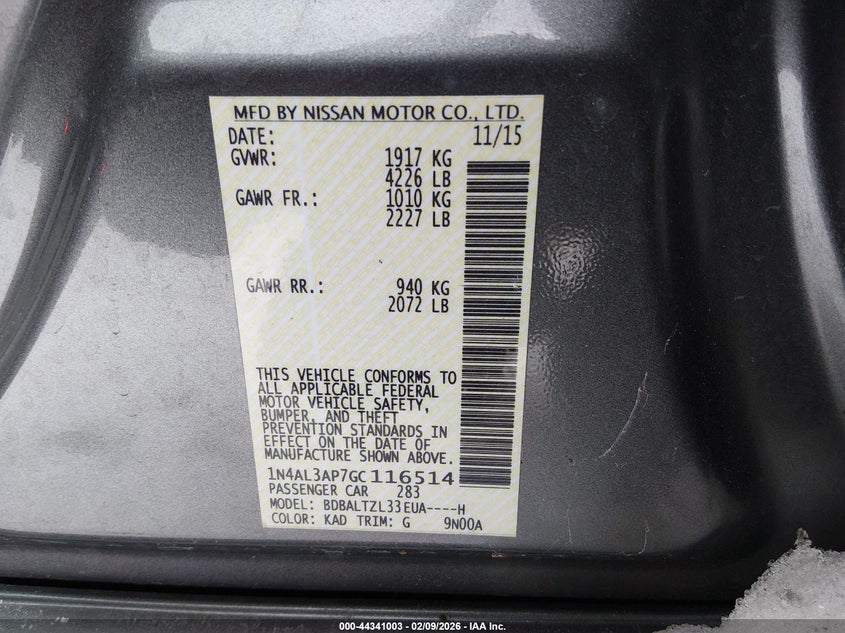 MFD BY NISSAN MOTOR CO., LTD.
DATE: 11/15
GVWR: 1917 KG
4226 LB
GAWR FR.: 1010 KG
2227 LB
GAWR RR.: 940 KG
2072 LB
THIS VEHICLE CONFORMS TO
ALL APPLICABLE FEDERAL
MOTOR VEHICLE SAFETY,
BUMPER, AND THEFT
PREVENTION STANDARDS IN
EFFECT ON THE DATE OF
MANUFACTURE SHOWN ABOVE.
1N4AL3AP7GC116514
PASSENGER CAR 283
MODEL: BDBALTZL33EUA----H
COLOR: KAD TRIM: G 9N00A
000-44341003 — 02/09/2026 - IAA Inc.